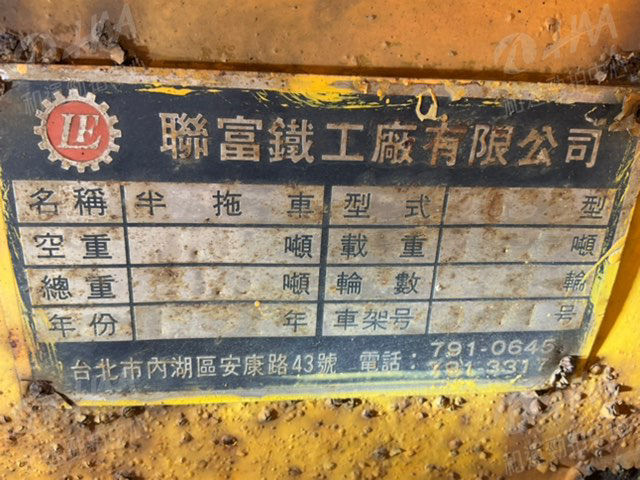 LE 聯富鐵工廠有限公司
名稱 半拖車 型式 型
空重 噸 載重 噸
總重 噸 輪數 輪
年份 年 車架号 号
台北市內湖區安康路43號 電話：791-0645
791-3317